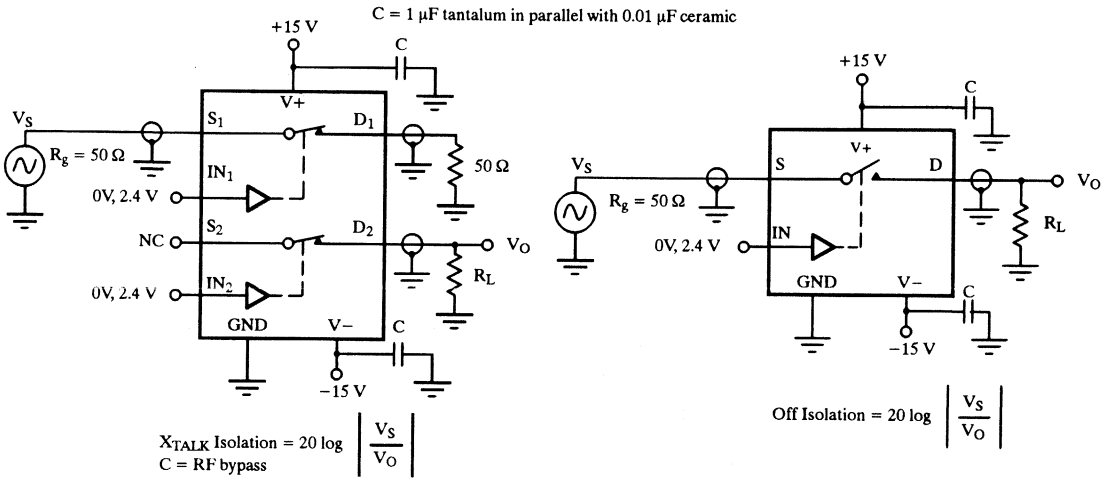 C = 1 µF tantalum in parallel with 0.01 µF ceramic
+15 V
C
V+
VS
S1
D1
Rg = 50 Ω
50 Ω
IN1
0V, 2.4 V
S2
D2
NC
VO
RL
IN2
0V, 2.4 V
GND
V−
C
−15 V
XTALK Isolation = 20 log | VS / VO |
C = RF bypass
+15 V
C
V+
VS
S
D
VO
Rg = 50 Ω
RL
IN
0V, 2.4 V
GND
V−
C
−15 V
Off Isolation = 20 log | VS / VO |